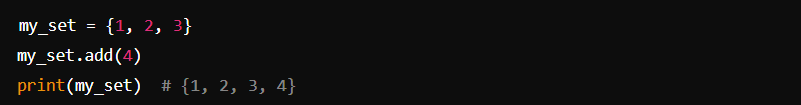 my_set = {1, 2, 3}
my_set.add(4)
print(my_set)  # {1, 2, 3, 4}